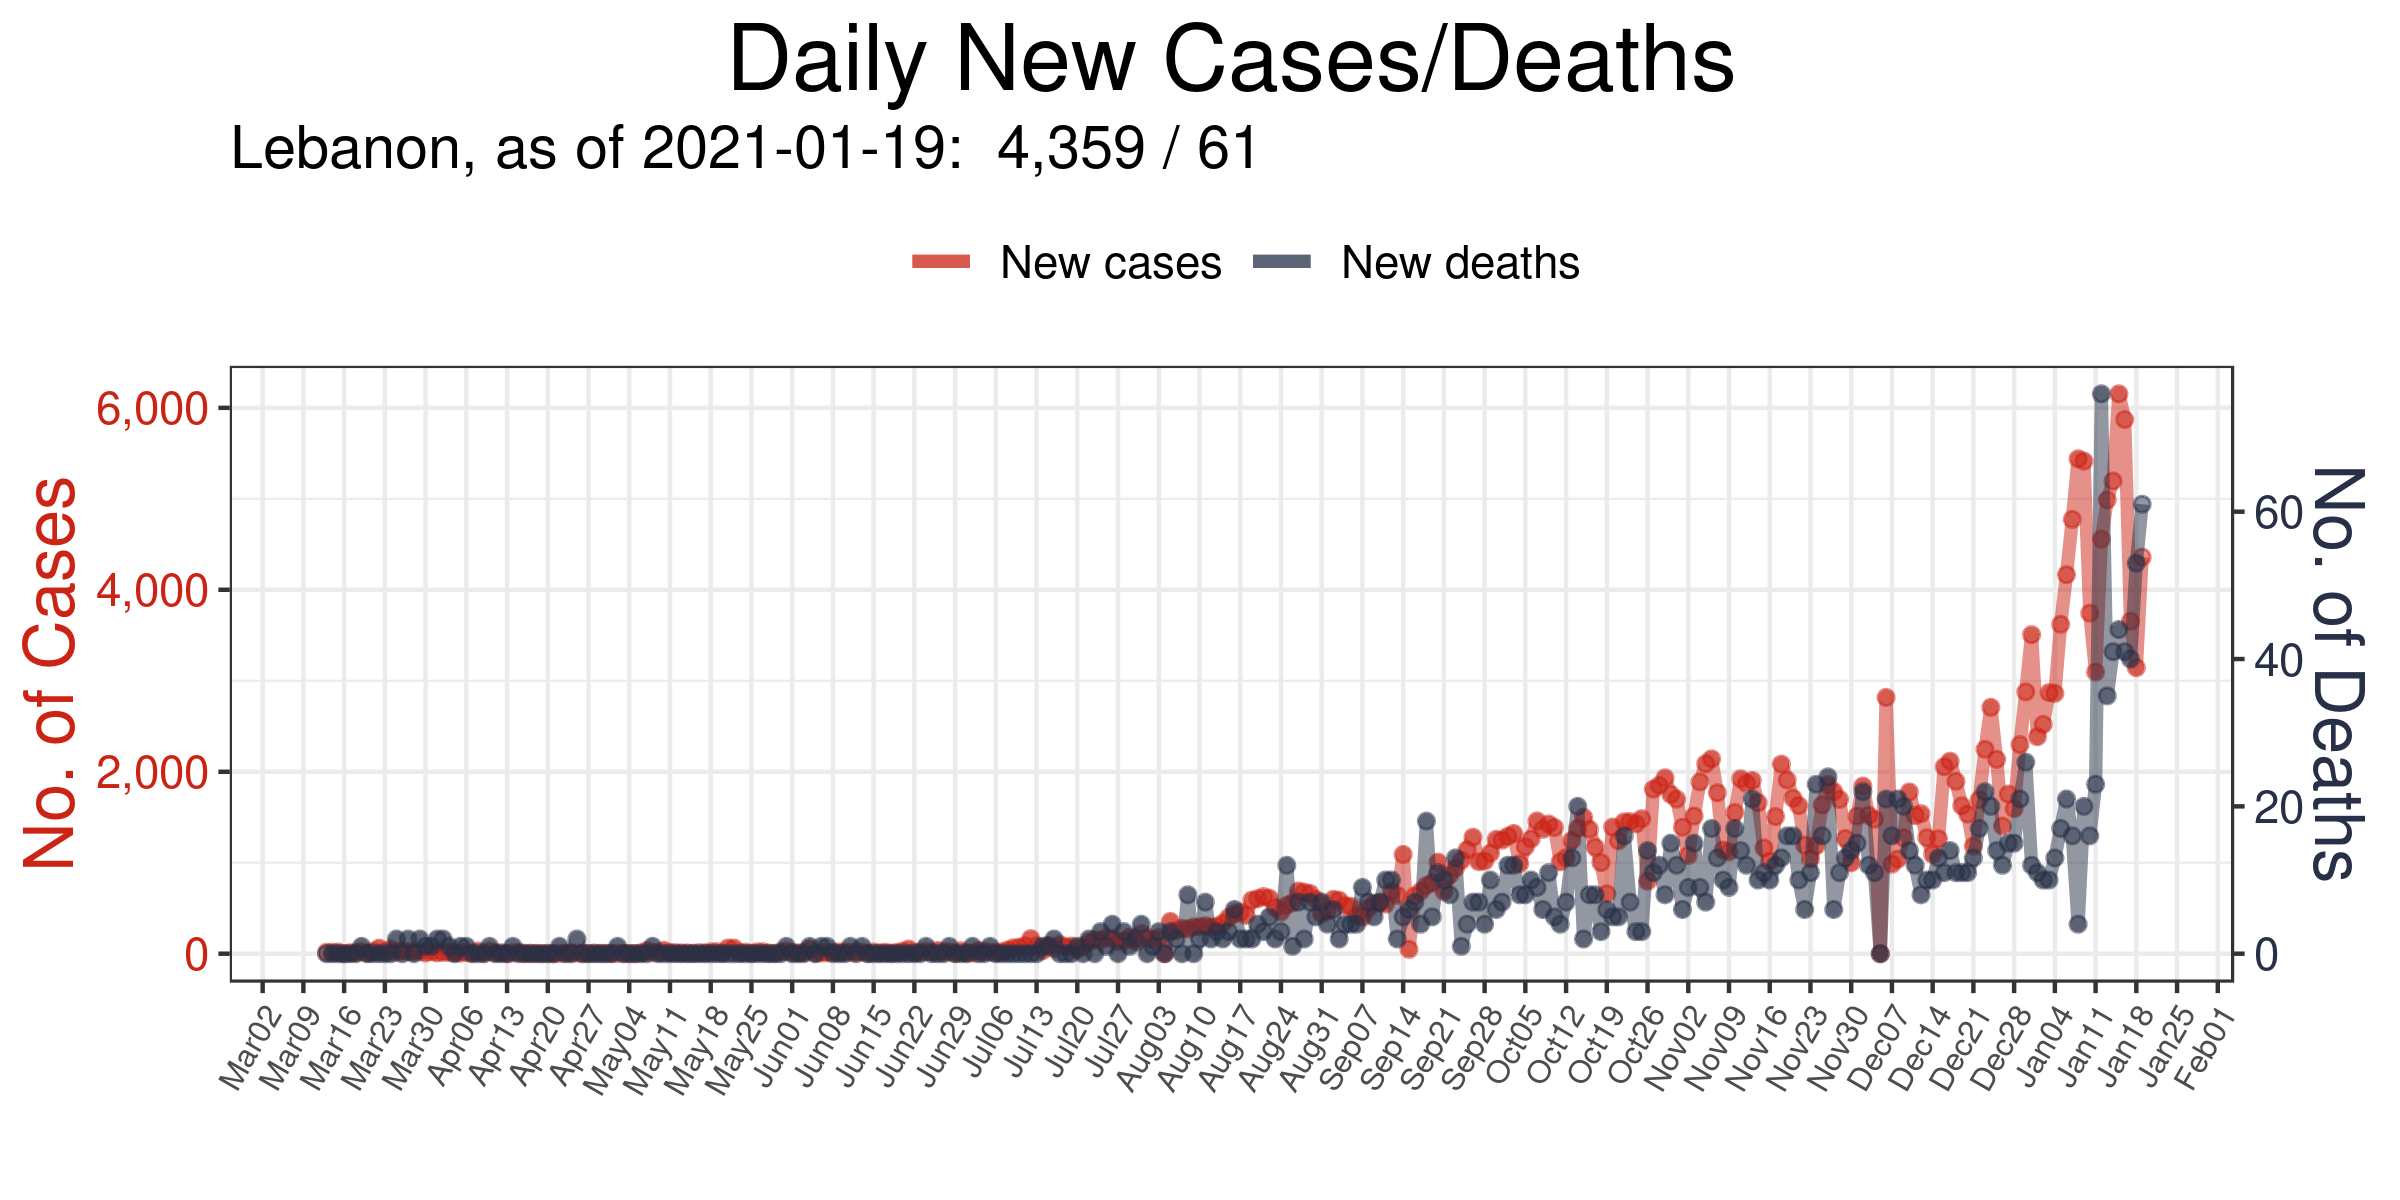 Daily New Cases/Deaths
Lebanon, as of 2021-01-19:  4,359 / 61
New cases
New deaths
No. of Cases
6,000
4,000
2,000
0
60
40
20
0
No. of Deaths
Mar02
Mar09
Mar16
Mar23
Mar30
Apr06
Apr13
Apr20
Apr27
May04
May11
May18
May25
Jun01
Jun08
Jun15
Jun22
Jun29
Jul06
Jul13
Jul20
Jul27
Aug03
Aug10
Aug17
Aug24
Aug31
Sep07
Sep14
Sep21
Sep28
Oct05
Oct12
Oct19
Oct26
Nov02
Nov09
Nov16
Nov23
Nov30
Dec07
Dec14
Dec21
Dec28
Jan04
Jan11
Jan18
Jan25
Feb01